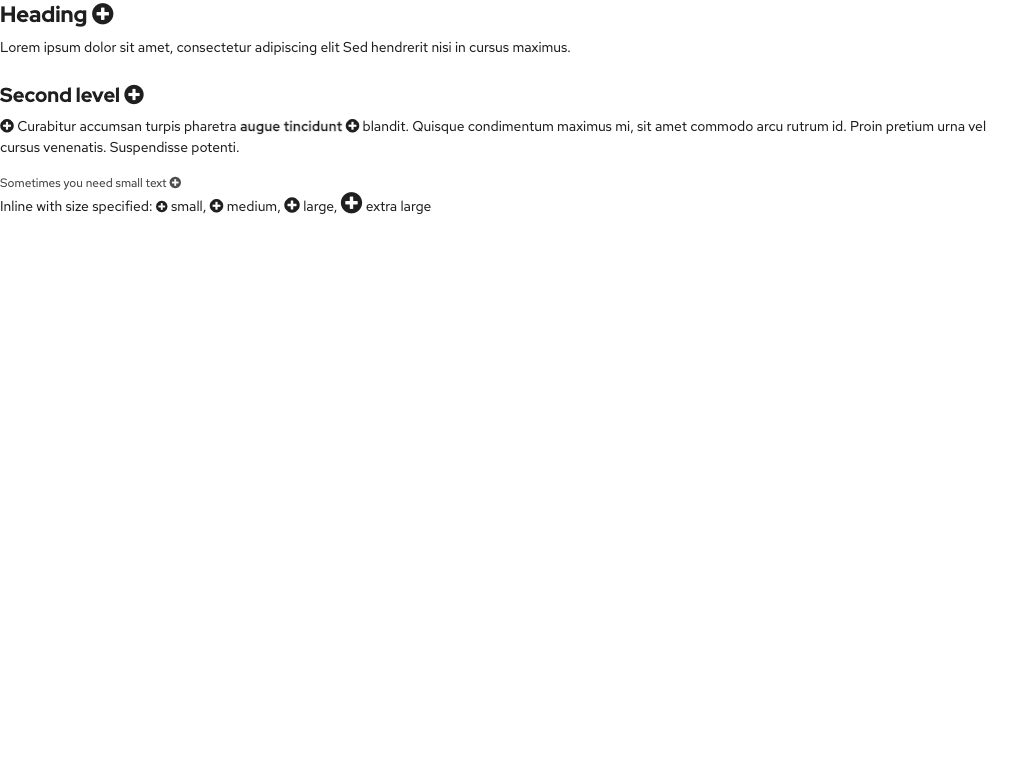 Heading
Lorem ipsum dolor sit amet, consectetur adipiscing elit Sed hendrerit nisi in cursus maximus.
Second level
Curabitur accumsan turpis pharetra augue tincidunt blandit. Quisque condimentum maximus mi, sit amet commodo arcu rutrum id. Proin pretium urna vel
cursus venenatis. Suspendisse potenti.
Sometimes you need small text
Inline with size specified: small, medium, large, extra large